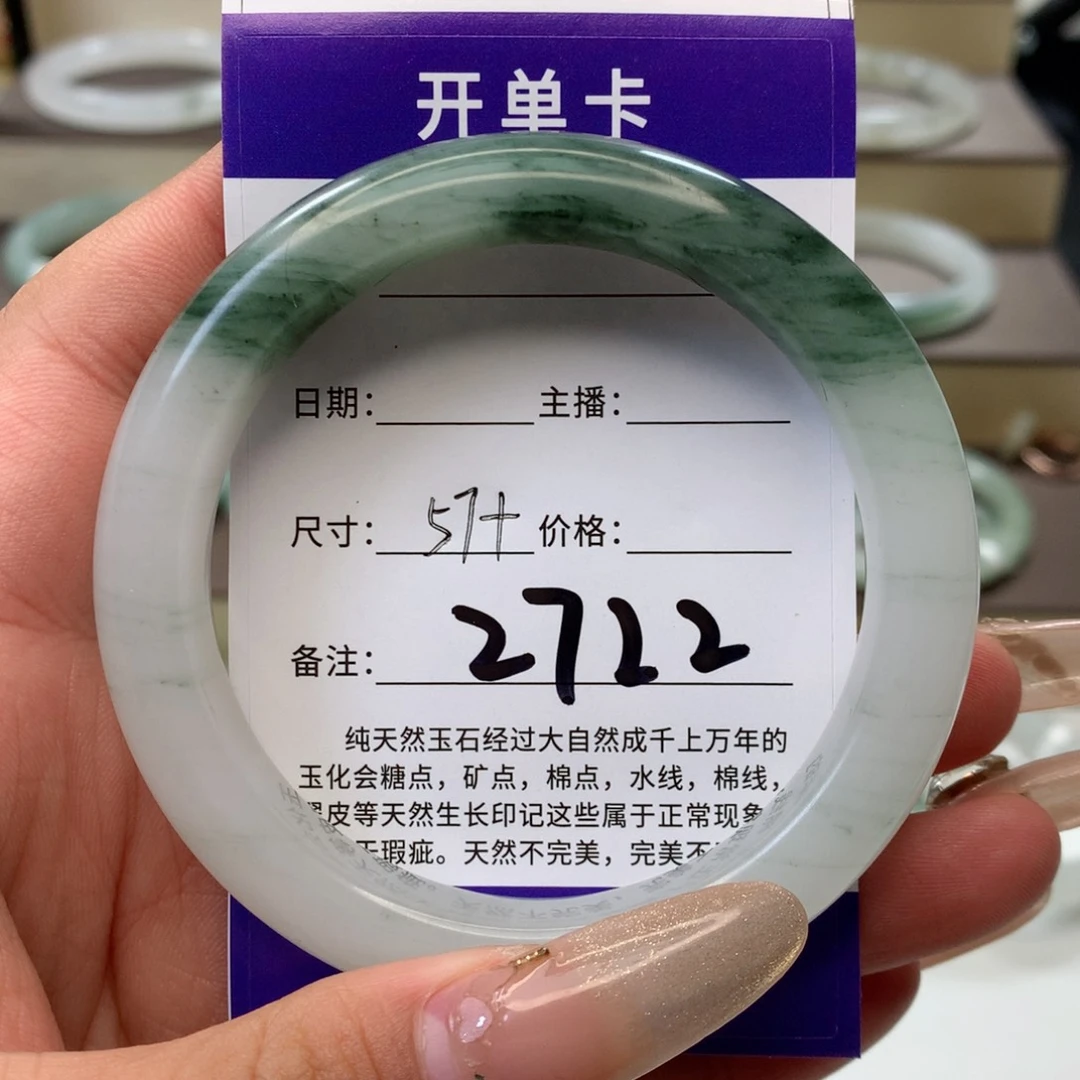 开单卡
日期： 主播：
尺寸：57+ 价格：
备注：2722
纯天然玉石经过大自然成千上万年的
玉化会糖点，矿点，棉点，水线，棉线，
皮等天然生长印记这些属于正常现象
瑕疵。天然不完美，完美不